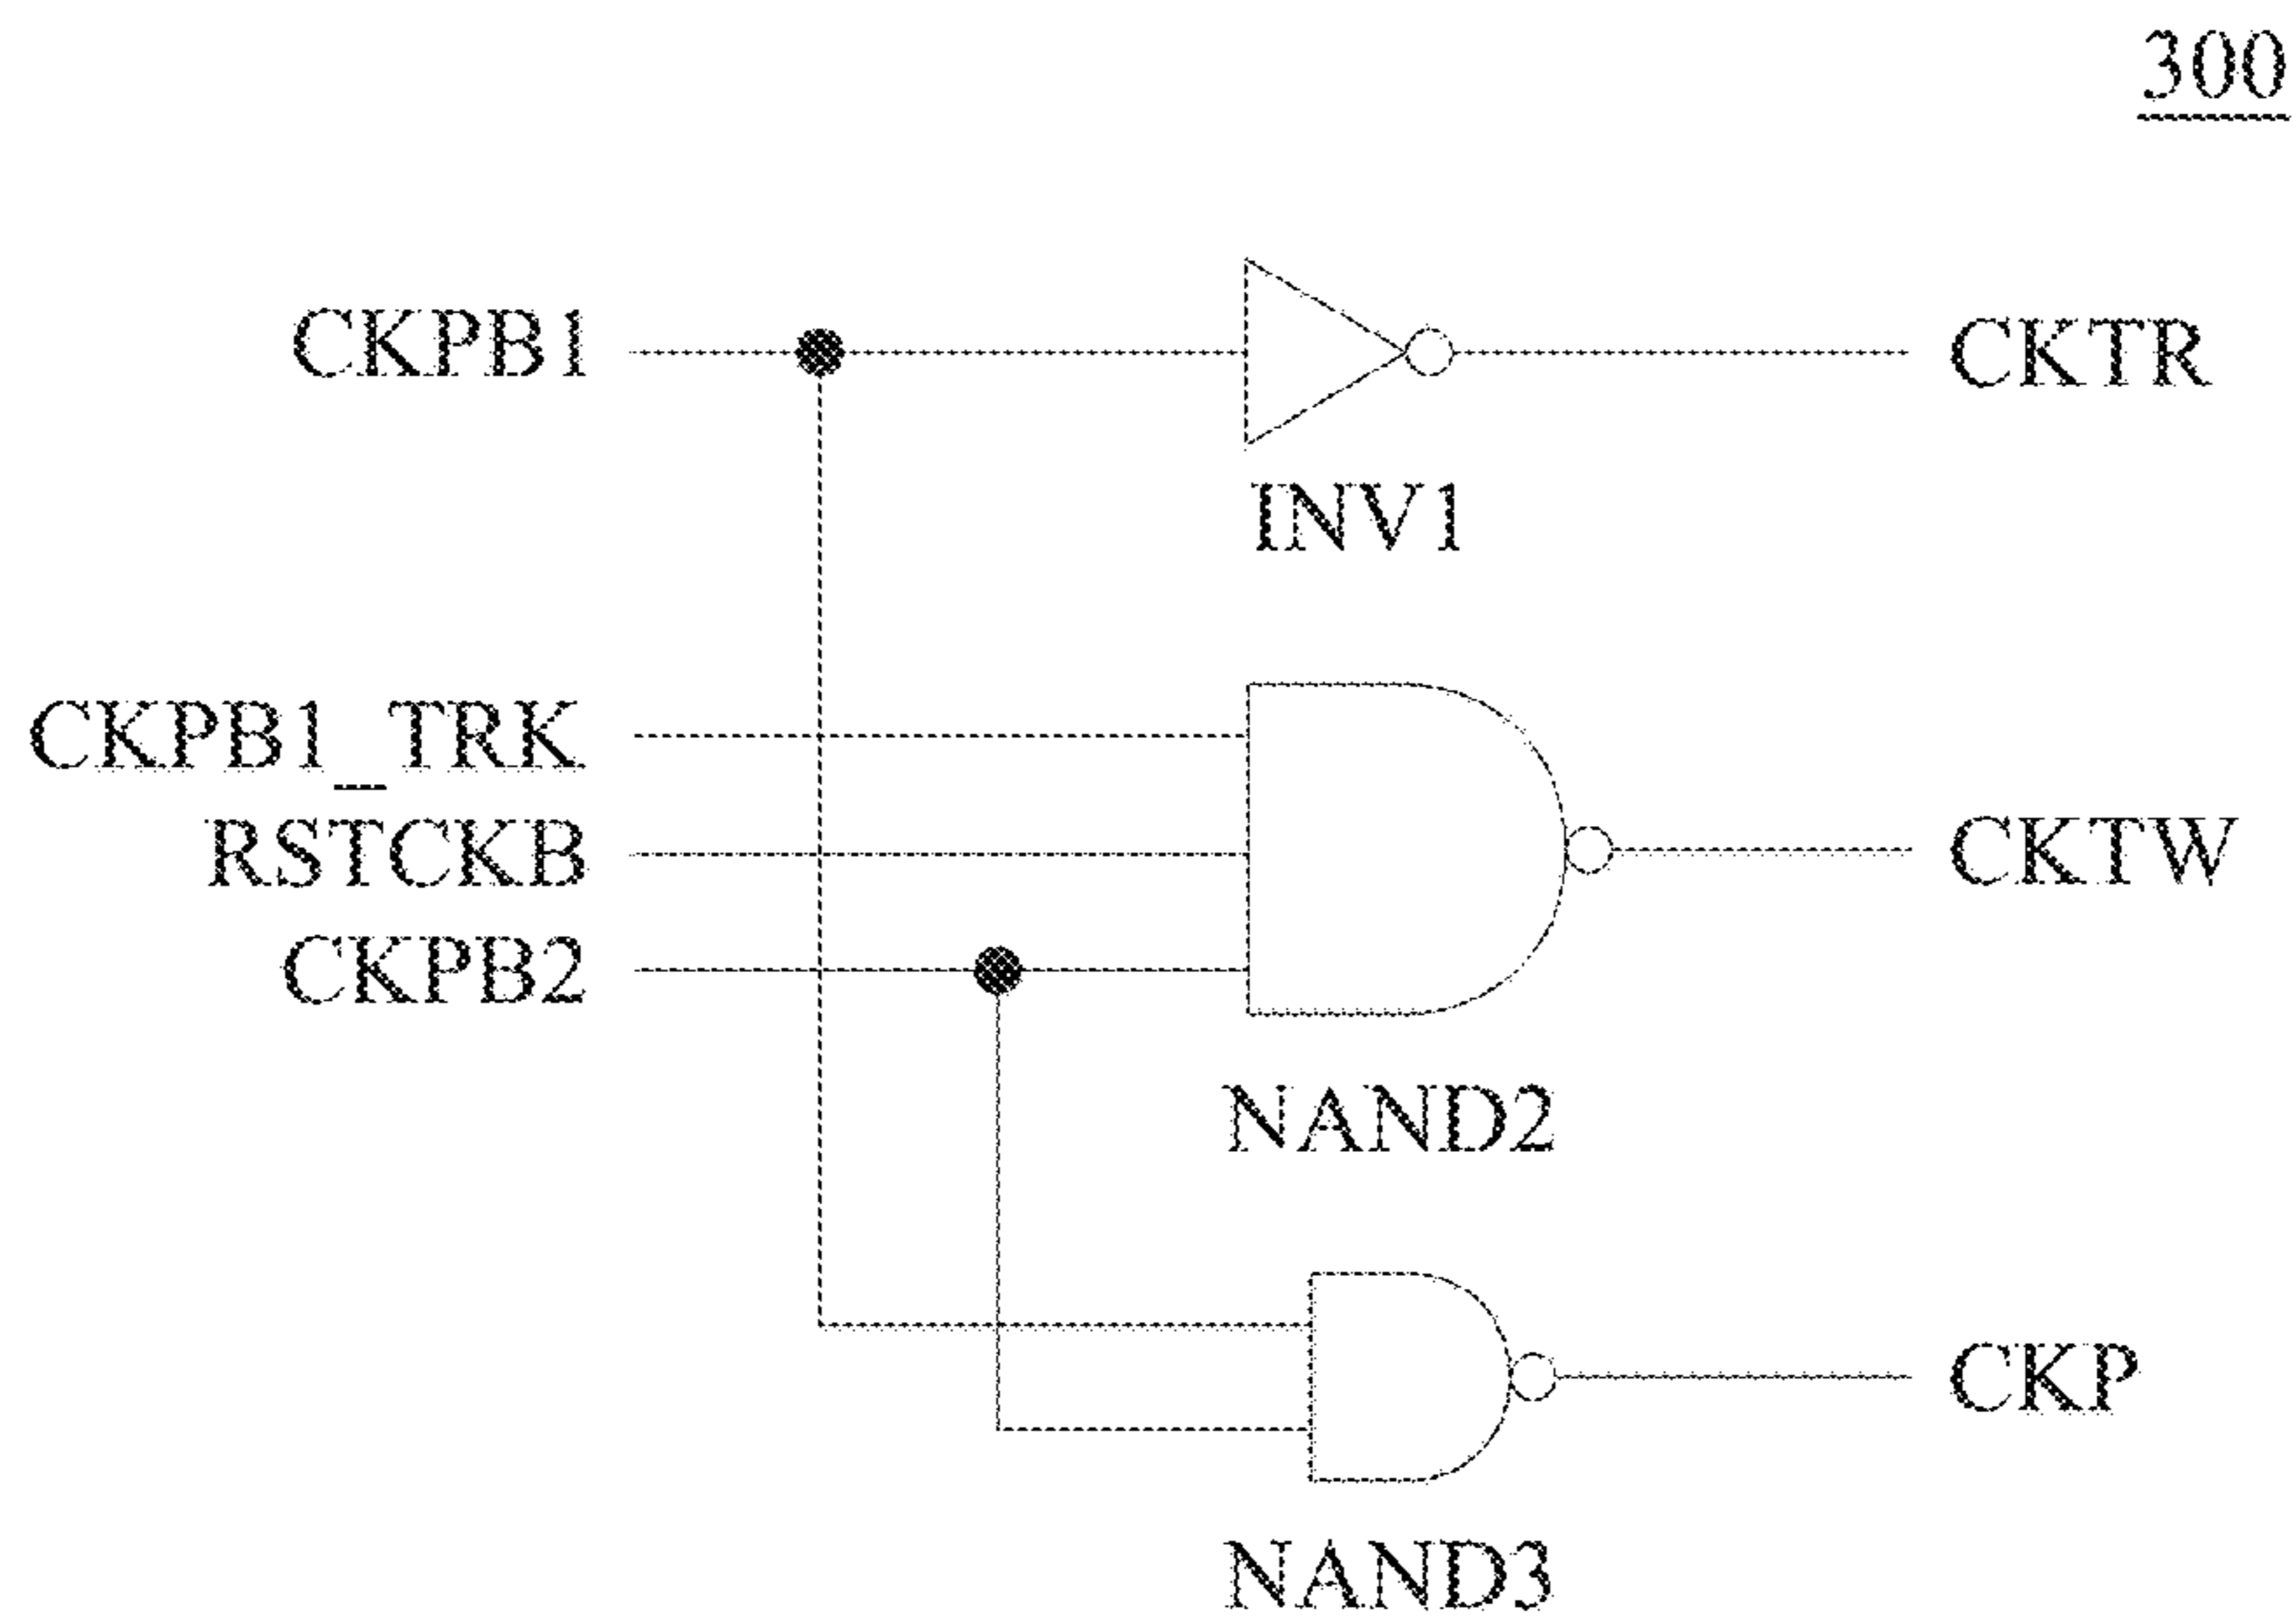 300
CKPB1
CKTR
INV1
CKPB1_TRK
RSTCKB
CKTW
CKPB2
NAND2
CKP
NAND3